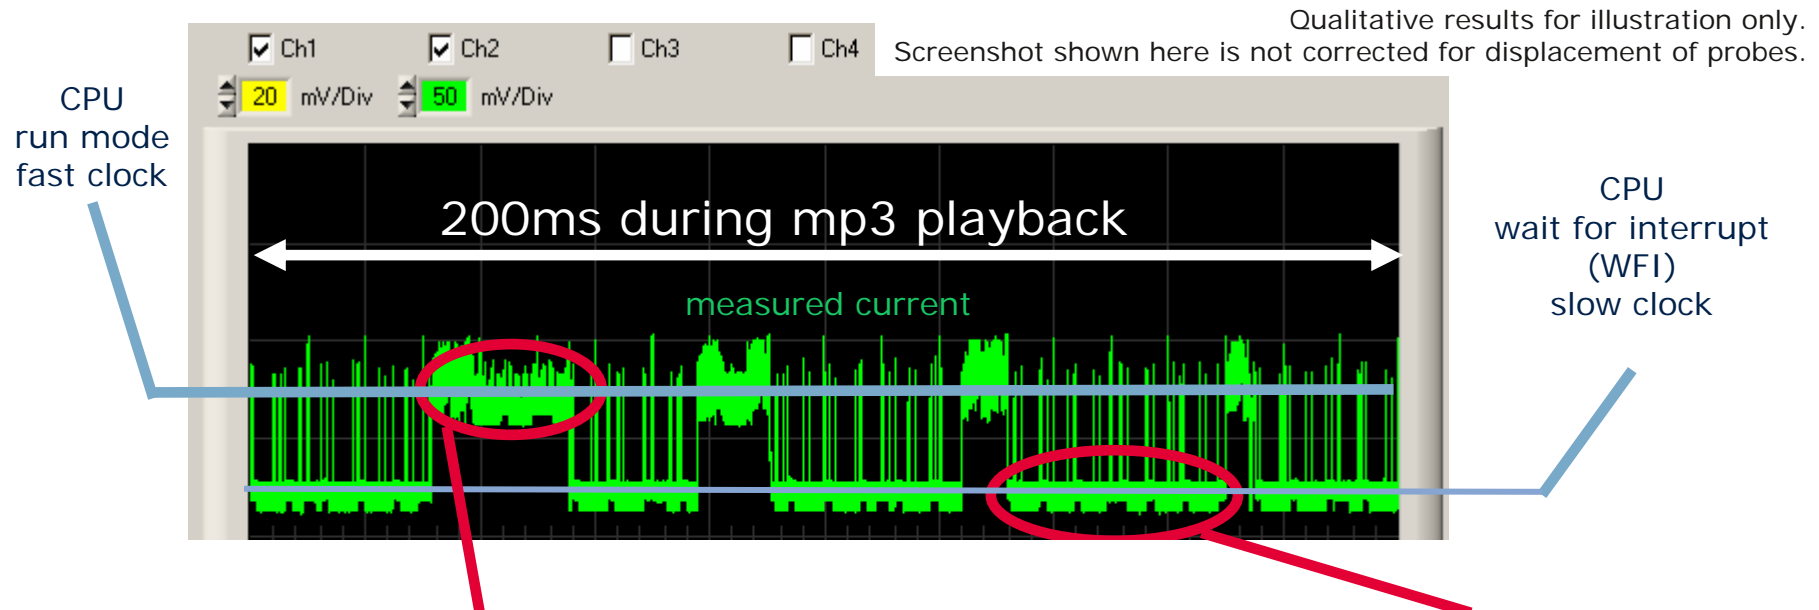 Qualitative results for illustration only.
Screenshot shown here is not corrected for displacement of probes.
Ch1
Ch2
Ch3
Ch4
20 mV/Div
50 mV/Div
CPU
run mode
fast clock
200ms during mp3 playback
measured current
CPU
wait for interrupt
(WFI)
slow clock